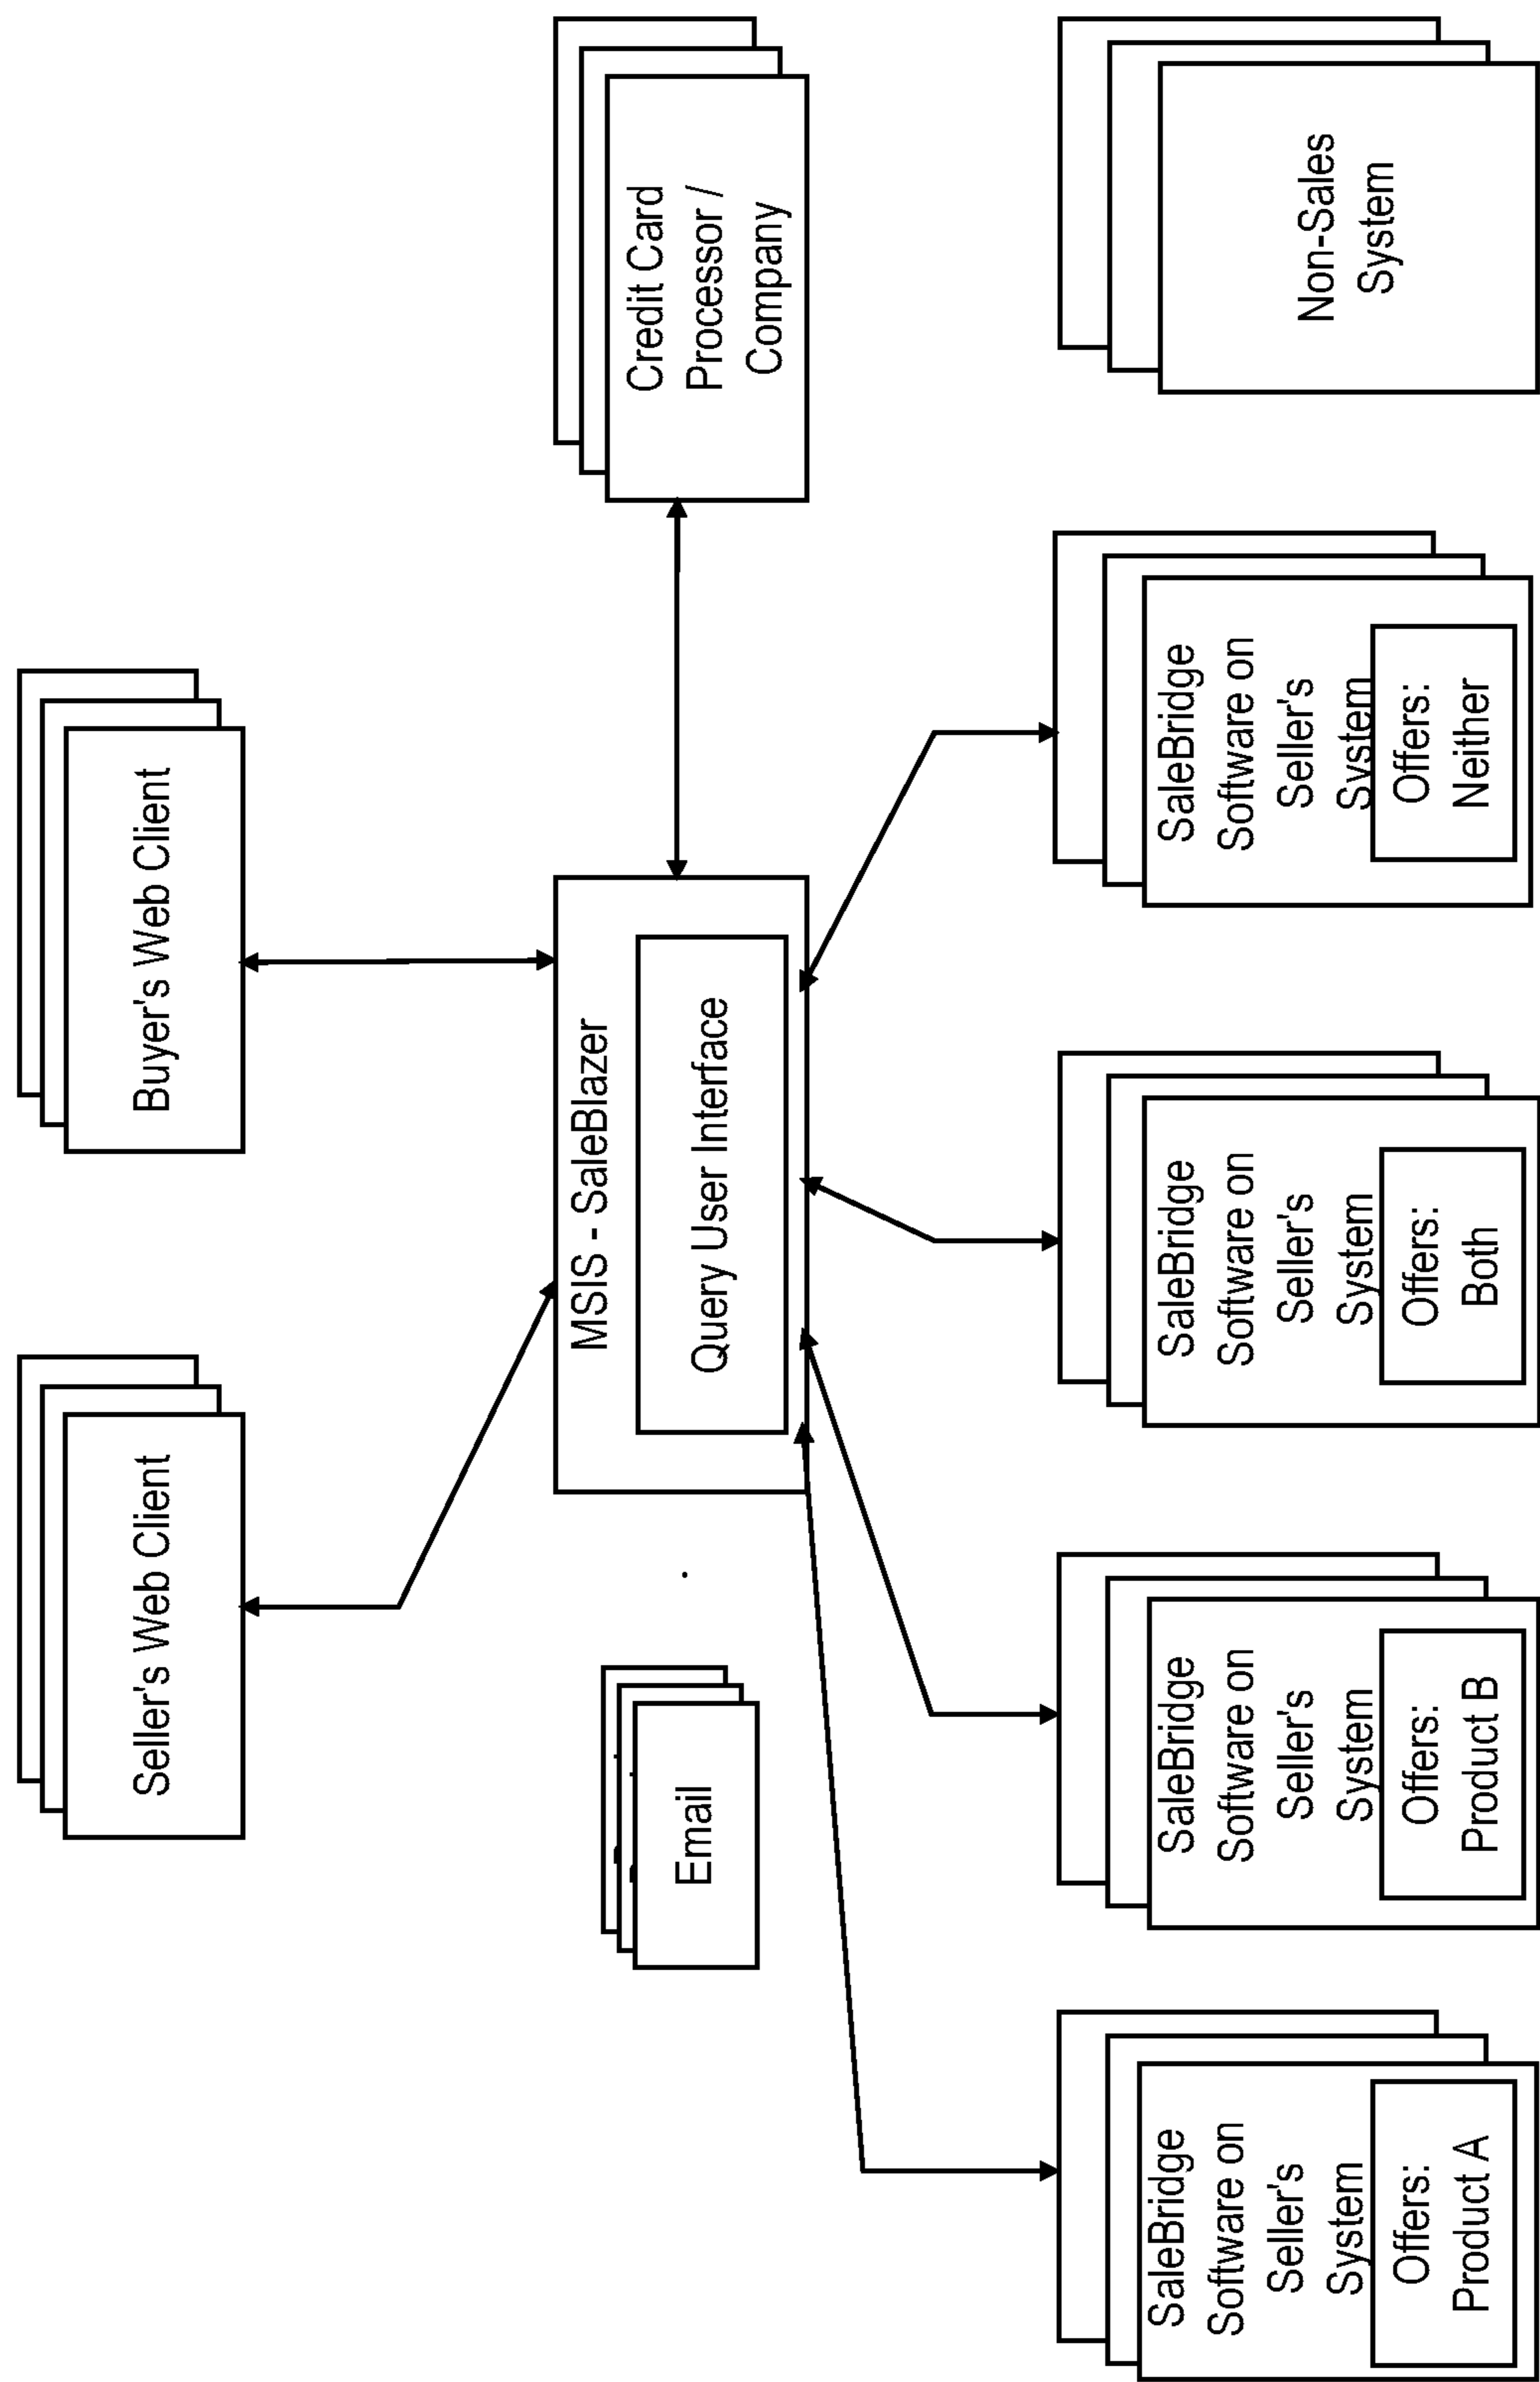 Seller's Web Client
Buyer's Web Client
Email
MSIS - SaleBlazer
Query User Interface
Credit Card
Processor /
Company
SaleBridge
Software on
Seller's
System
Offers:
Product A
SaleBridge
Software on
Seller's
System
Offers:
Product B
SaleBridge
Software on
Seller's
System
Offers:
Both
SaleBridge
Software on
Seller's
System
Offers:
Neither
Non-Sales
System